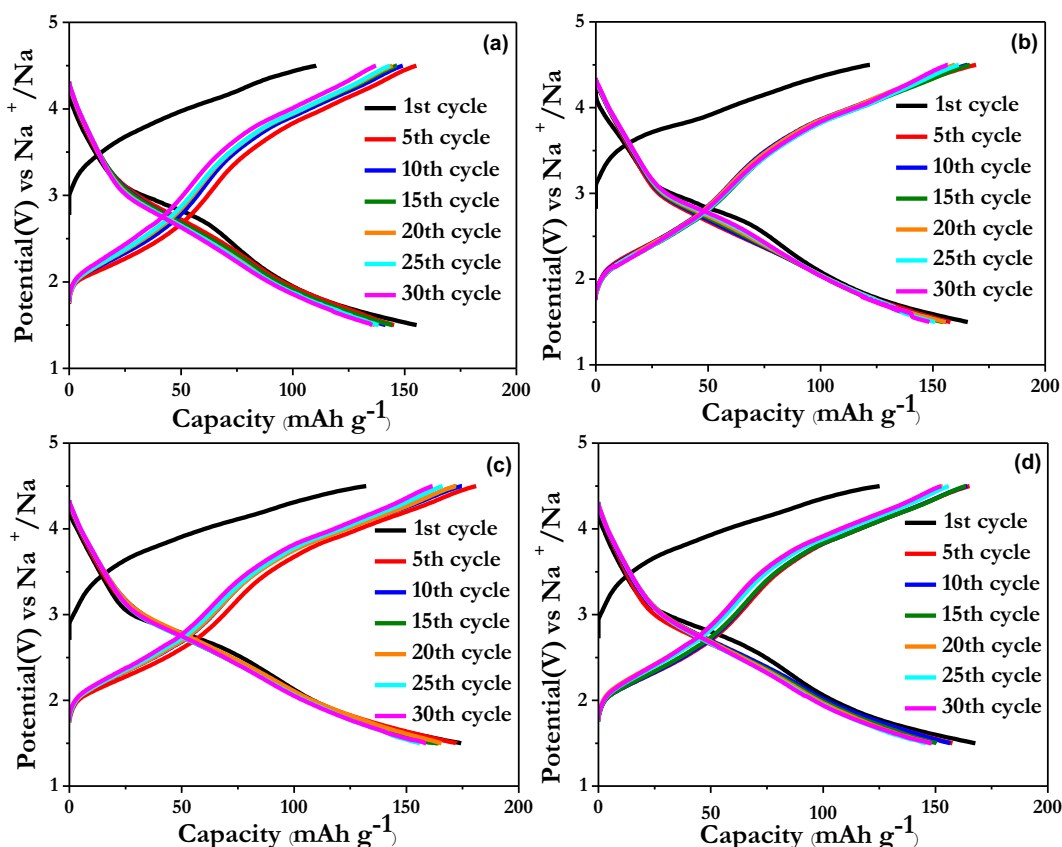 (a)
Potential(V) vs Na +/Na
5
4
3
2
1
1st cycle
5th cycle
10th cycle
15th cycle
20th cycle
25th cycle
30th cycle
0 50 100 150 200
Capacity (mAh g-1)
(b)
Potential(V) vs Na +/Na
5
4
3
2
1
1st cycle
5th cycle
10th cycle
15th cycle
20th cycle
25th cycle
30th cycle
0 50 100 150 200
Capacity (mAh g-1)
(c)
Potential(V) vs Na +/Na
5
4
3
2
1
1st cycle
5th cycle
10th cycle
15th cycle
20th cycle
25th cycle
30th cycle
0 50 100 150 200
Capacity (mAh g-1)
(d)
Potential(V) vs Na +/Na
5
4
3
2
1
1st cycle
5th cycle
10th cycle
15th cycle
20th cycle
25th cycle
30th cycle
0 50 100 150 200
Capacity (mAh g-1)